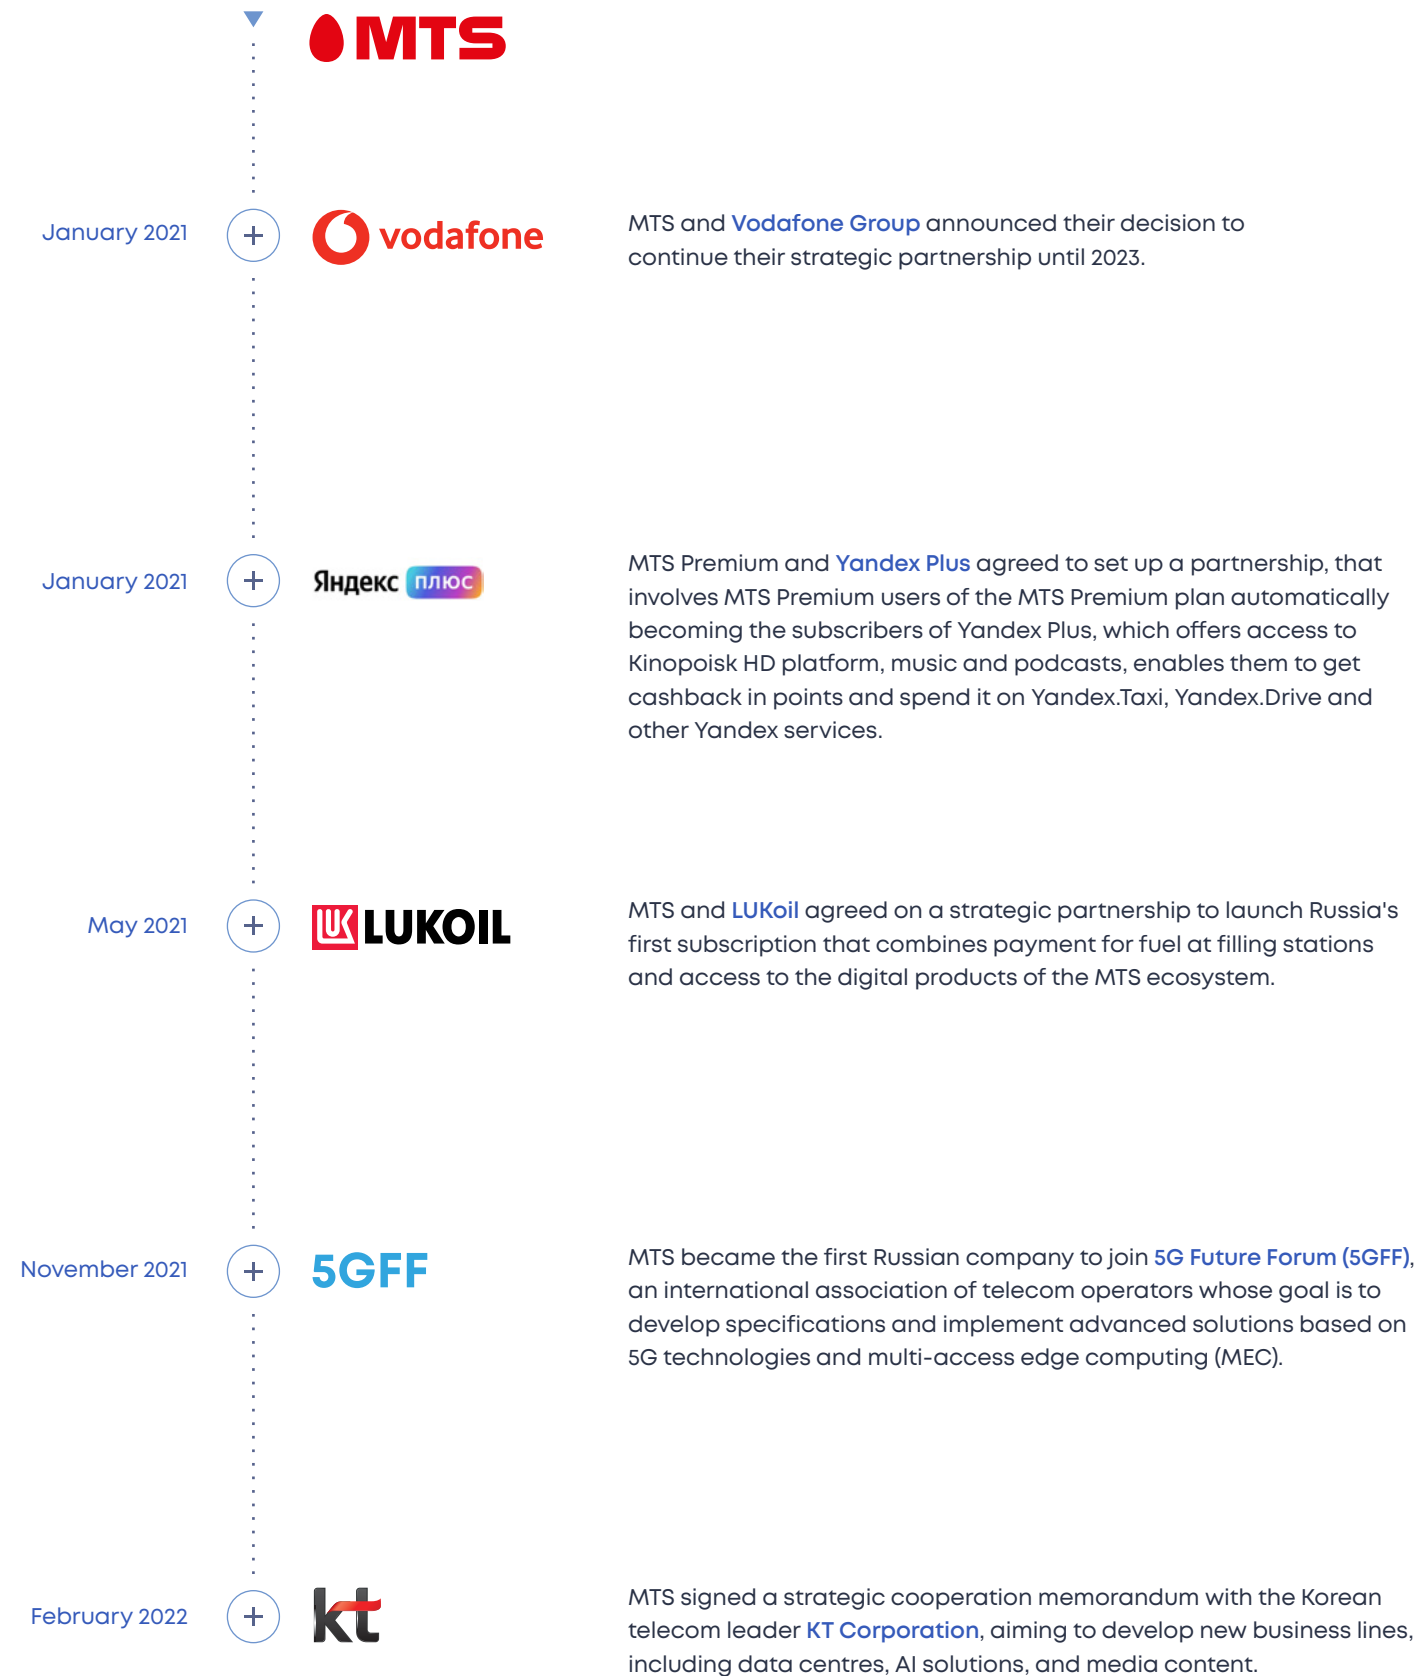 MTS
January 2021
vodafone
MTS and Vodafone Group announced their decision to
continue their strategic partnership until 2023.
January 2021
Яндекс плюс
MTS Premium and Yandex Plus agreed to set up a partnership, that
involves MTS Premium users of the MTS Premium plan automatically
becoming the subscribers of Yandex Plus, which offers access to
Kinopoisk HD platform, music and podcasts, enables them to get
cashback in points and spend it on Yandex.Taxi, Yandex.Drive and
other Yandex services.
May 2021
LUKOIL
MTS and LUKoil agreed on a strategic partnership to launch Russia's
first subscription that combines payment for fuel at filling stations
and access to the digital products of the MTS ecosystem.
November 2021
5GFF
MTS became the first Russian company to join 5G Future Forum (5GFF),
an international association of telecom operators whose goal is to
develop specifications and implement advanced solutions based on
5G technologies and multi-access edge computing (MEC).
February 2022
kt
MTS signed a strategic cooperation memorandum with the Korean
telecom leader KT Corporation, aiming to develop new business lines,
including data centres, AI solutions, and media content.